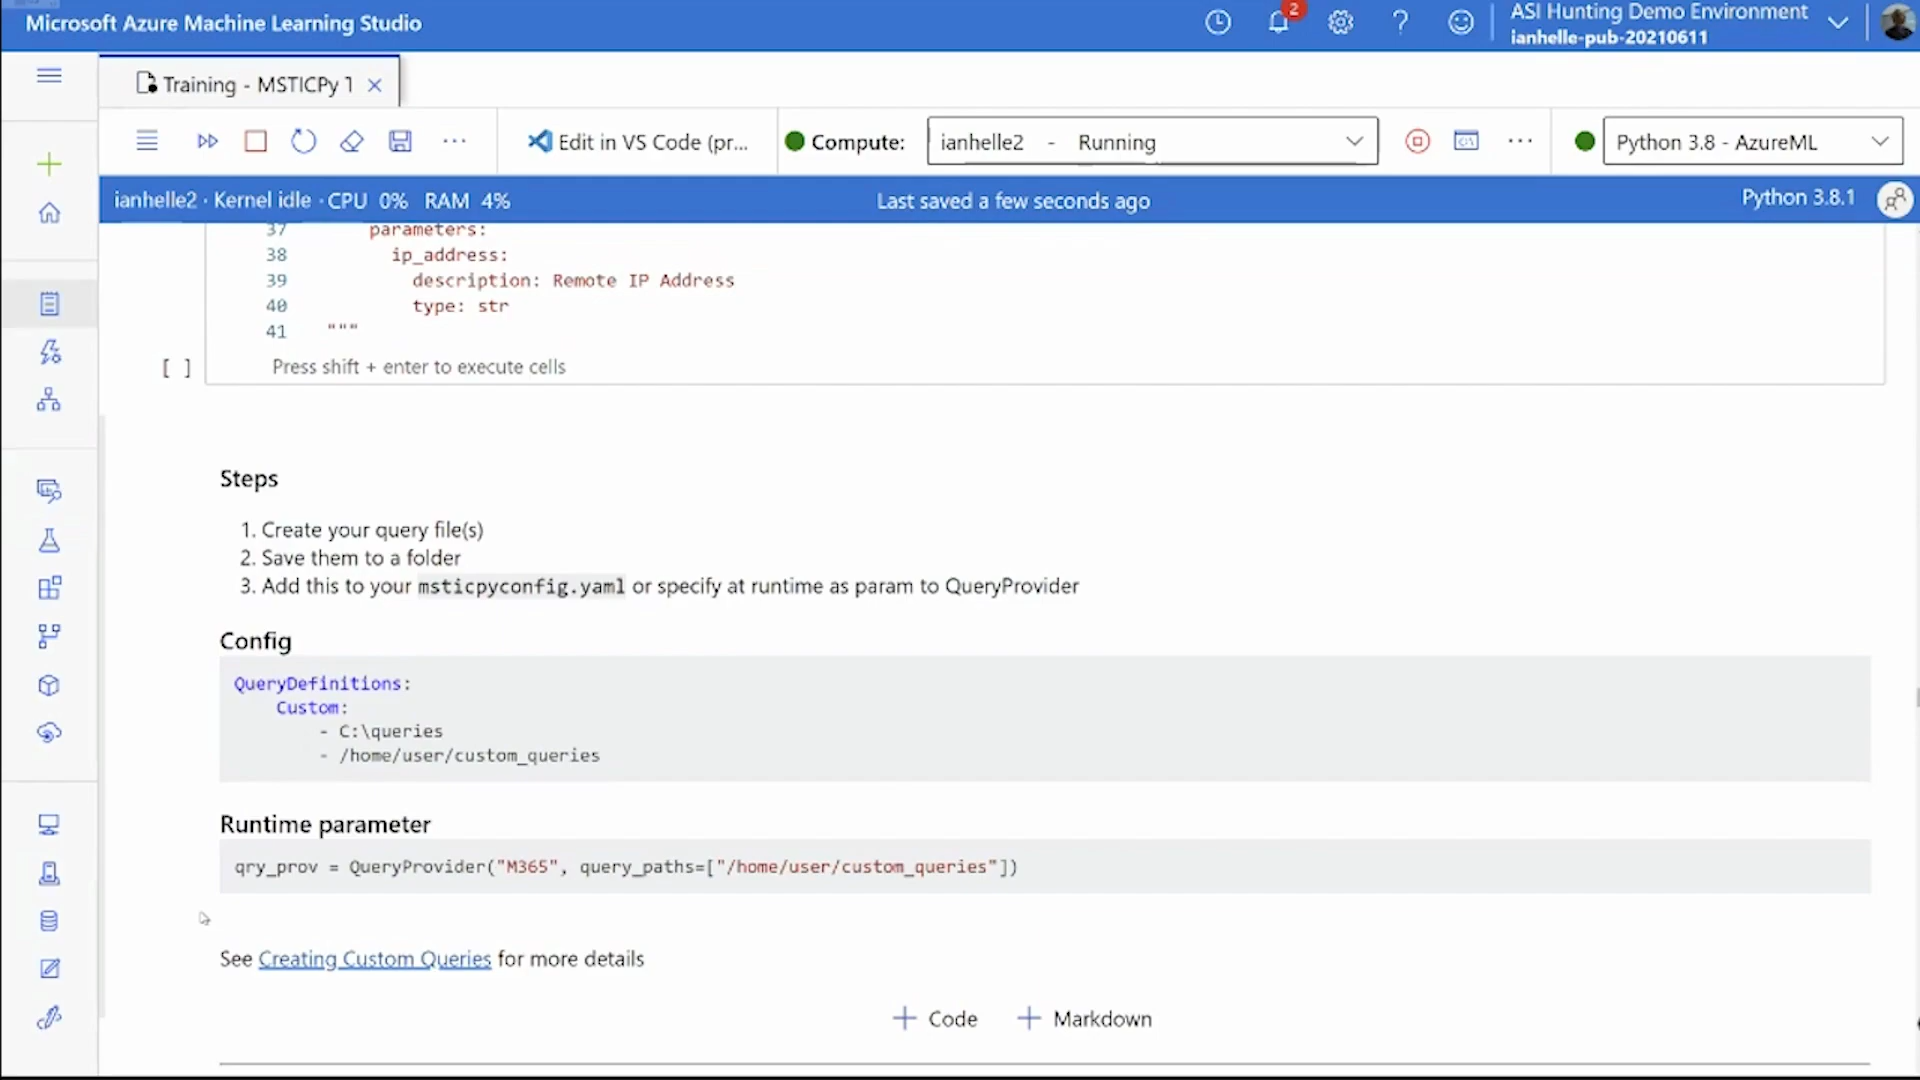 Microsoft Azure Machine Learning Studio
2
ASI Hunting Demo Environment
ianhelle-pub-20210611
Training - MSTICPy 1
Edit in VS Code (pr...
Compute:
ianhelle2 - Running
Python 3.8 - AzureML
ianhelle2 · Kernel idle · CPU 0% RAM 4%
Last saved a few seconds ago
Python 3.8.1
37 parameters:
38 ip_address:
39 description: Remote IP Address
40 type: str
41 """
[ ] Press shift + enter to execute cells
Steps
1. Create your query file(s)
2. Save them to a folder
3. Add this to your msticpyconfig.yaml or specify at runtime as param to QueryProvider
Config
QueryDefinitions:
Custom:
- C:\queries
- /home/user/custom_queries
Runtime parameter
qry_prov = QueryProvider("M365", query_paths=["/home/user/custom_queries"])
See Creating Custom Queries for more details
+ Code + Markdown